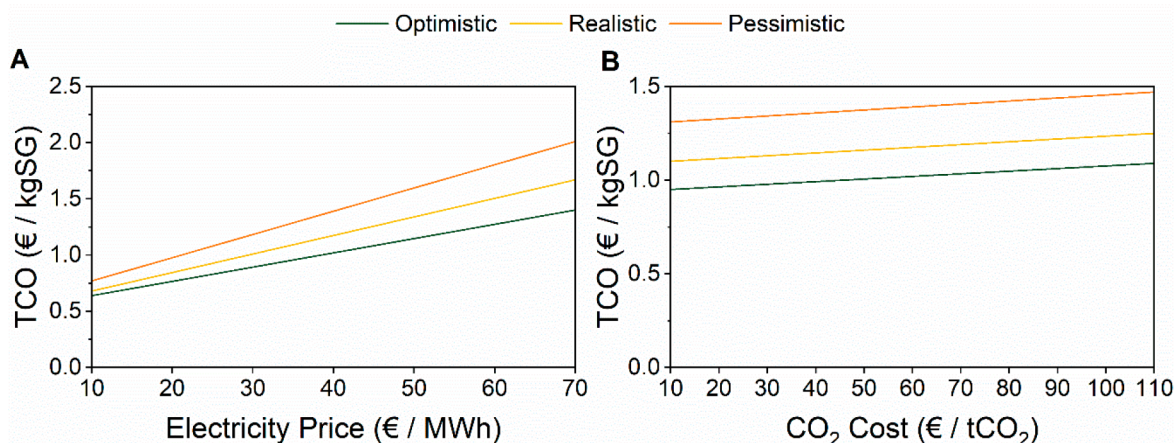 Optimistic Realistic Pessimistic
A
2.5
2.0
1.5
1.0
0.5
0.0
10 20 30 40 50 60 70
TCO (€ / kgSG)
Electricity Price (€ / MWh)
B
1.5
1.0
0.5
0.0
10 20 30 40 50 60 70 80 90 100 110
TCO (€ / kgSG)
CO₂ Cost (€ / tCO₂)